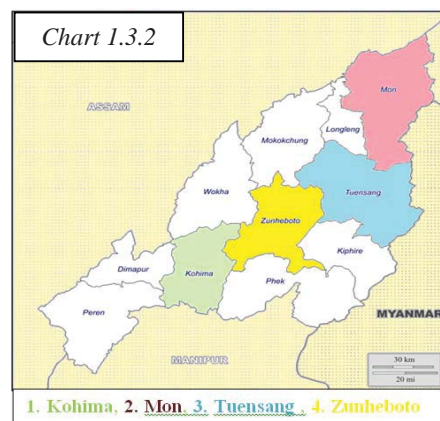 Chart 1.3.2
Mon
ASSAM
Longleng
Mokokchung
Tuensang
Wokha
Zunheboto
Kiphire
Dimapur
Kohima
Phek
Peren
MYANMAR
MANIPUR
30 km
20 mi
1. Kohima, 2. Mon, 3. Tuensang , 4. Zunheboto